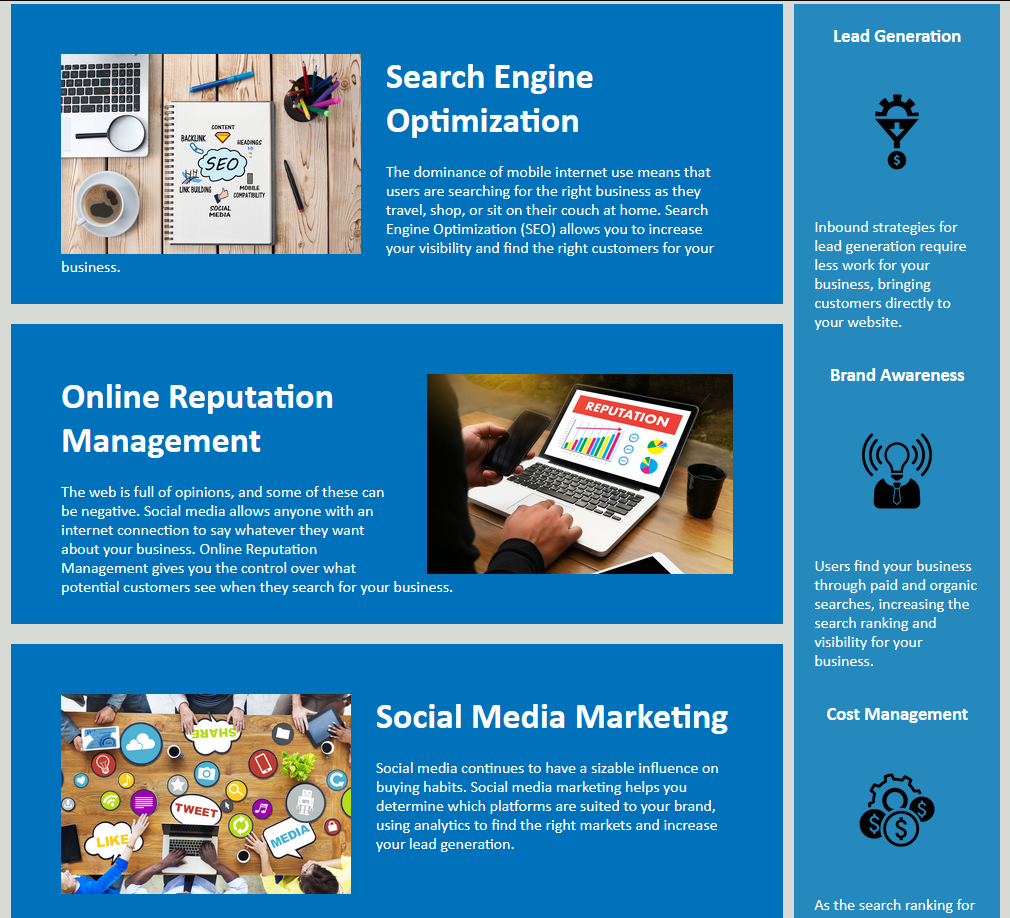 Search Engine
Optimization
The dominance of mobile internet use means that
users are searching for the right business as they
travel, shop, or sit on their couch at home. Search
Engine Optimization (SEO) allows you to increase
your visibility and find the right customers for your
business.
CONTENT
BACKLINK
HEADINGS
SEO
LINK BUILDING
MOBILE
COMPATIBILITY
SOCIAL
MEDIA
Online Reputation
Management
The web is full of opinions, and some of these can
be negative. Social media allows anyone with an
internet connection to say whatever they want
about your business. Online Reputation
Management gives you the control over what
potential customers see when they search for your business.
REPUTATION
Social Media Marketing
Social media continues to have a sizable influence on
buying habits. Social media marketing helps you
determine which platforms are suited to your brand,
using analytics to find the right markets and increase
your lead generation.
SHARE
TWEET
LIKE
MEDIA
Lead Generation
$
Inbound strategies for
lead generation require
less work for your
business, bringing
customers directly to
your website.
Brand Awareness
Users find your business
through paid and organic
searches, increasing the
search ranking and
visibility for your
business.
Cost Management
$
$
$
As the search ranking for